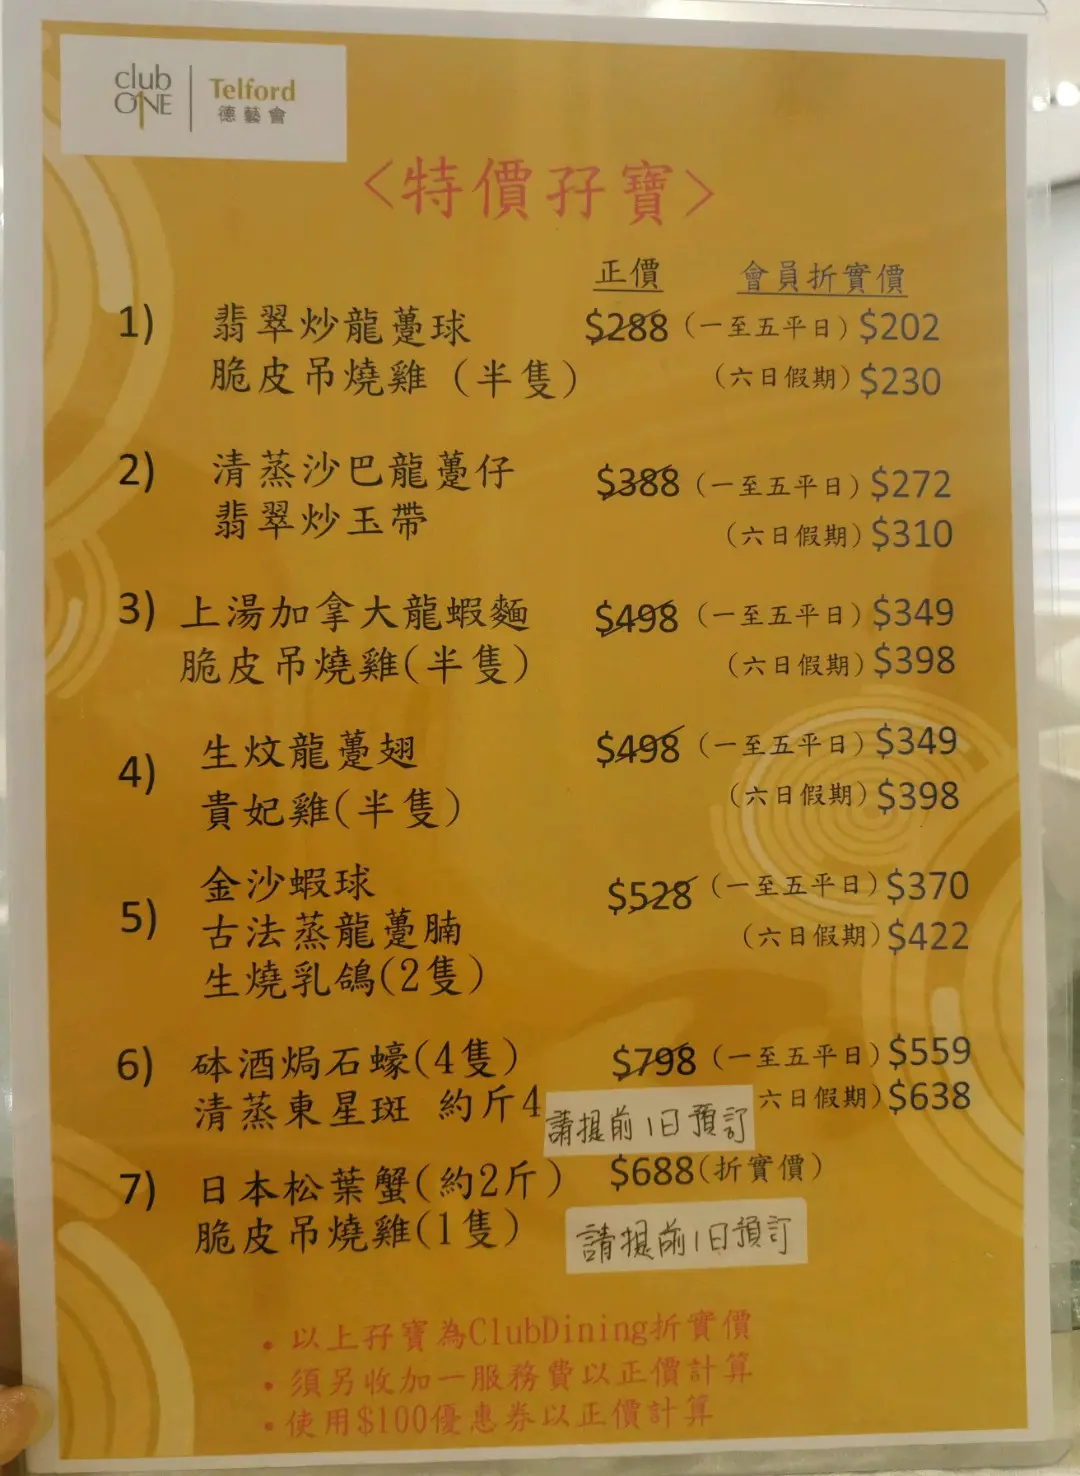 club
ONE
Telford
德藝會
<特價孖寶>
正價 會員折實價
1) 翡翠炒龍躉球 $288 (一至五平日) $202
脆皮吊燒雞 (半隻) (六日假期) $230
2) 清蒸沙巴龍躉仔 $388 (一至五平日) $272
翡翠炒玉帶 (六日假期) $310
3) 上湯加拿大龍蝦麵 $498 (一至五平日) $349
脆皮吊燒雞(半隻) (六日假期) $398
4) 生炆龍躉翅 $498 (一至五平日) $349
貴妃雞(半隻) (六日假期) $398
5) 金沙蝦球 $528 (一至五平日) $370
古法蒸龍躉腩 (六日假期) $422
生燒乳鴿(2隻)
6) 砵酒焗石蠔(4隻) $798 (一至五平日) $559
清蒸東星斑 約斤4 六日假期) $638
請提前1日預訂
7) 日本松葉蟹(約2斤) $688(折實價)
脆皮吊燒雞(1隻) 請提前1日預訂
• 以上孖寶為ClubDining折實價
• 須另收加一服務費以正價計算
• 使用$100優惠券以正價計算